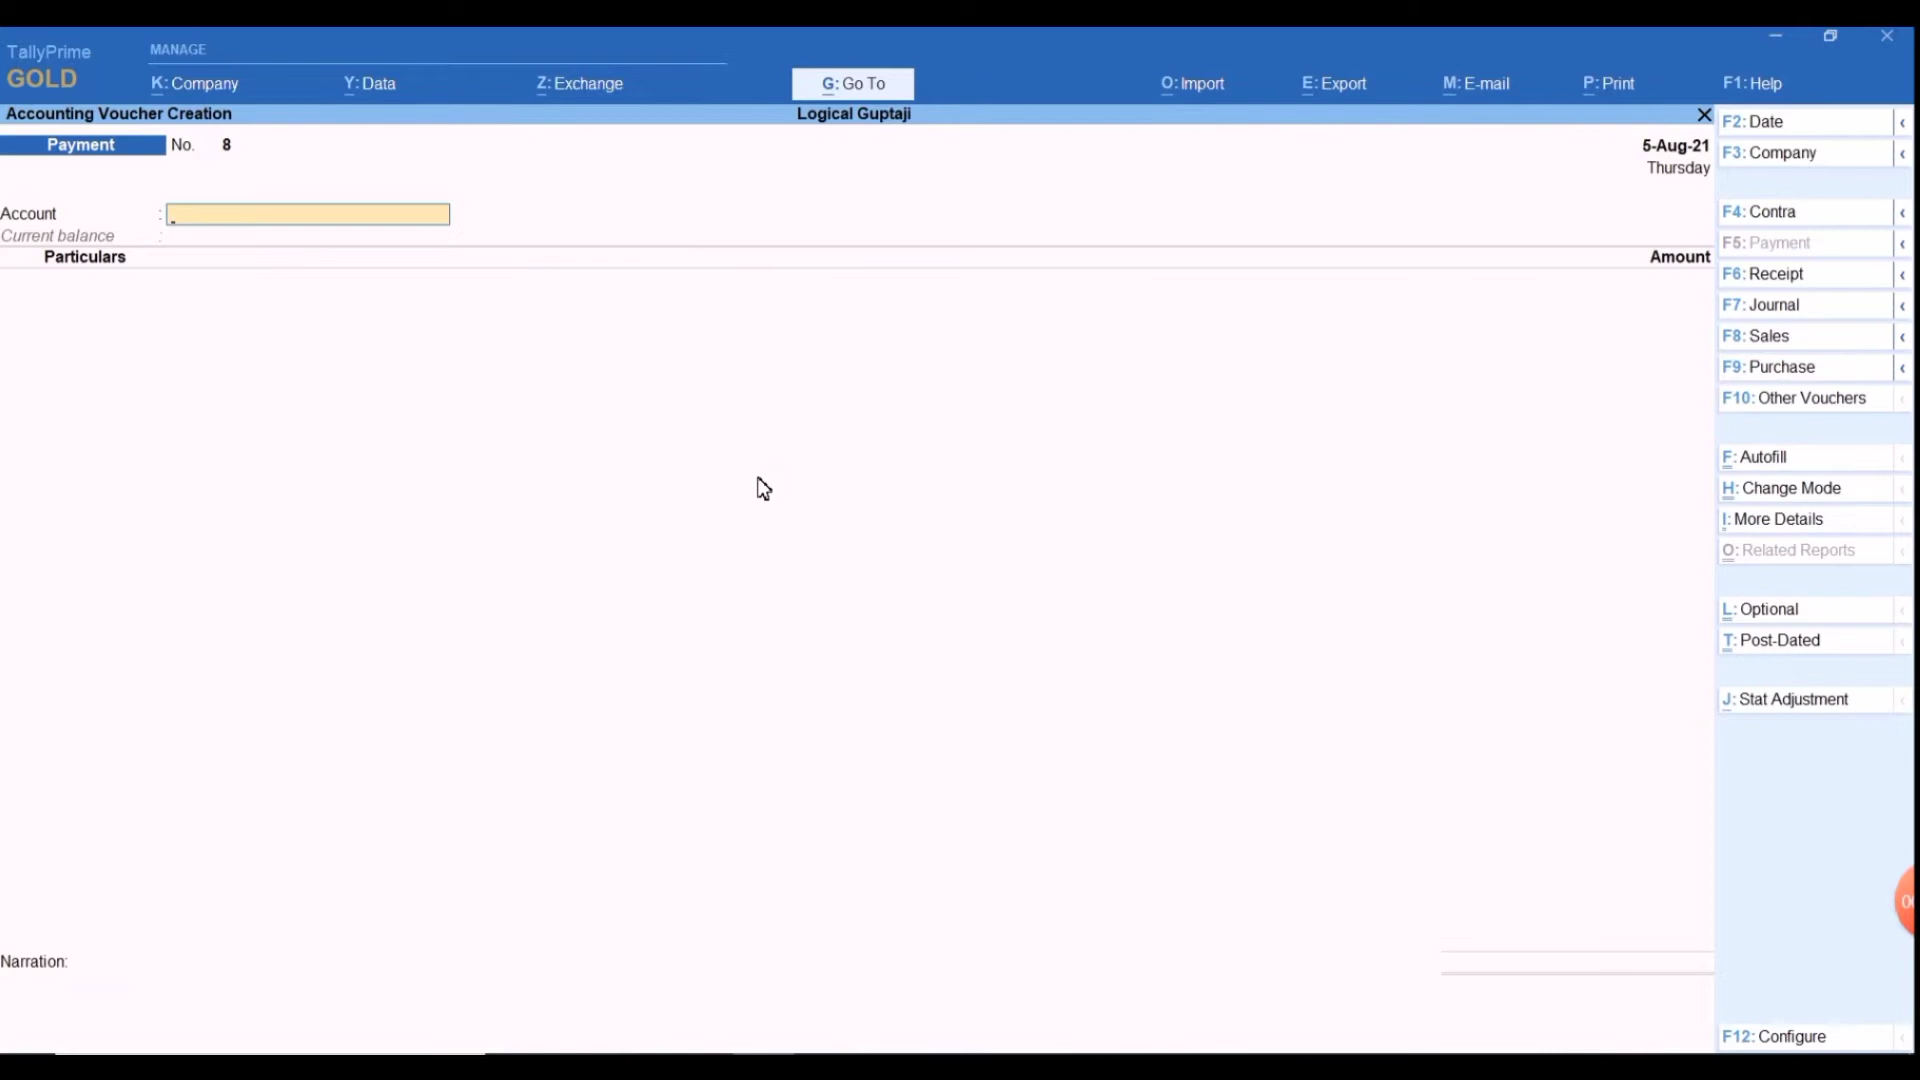 TallyPrime
GOLD
MANAGE
K: Company
Y: Data
Z: Exchange
G: Go To
O: Import
E: Export
M: E-mail
P: Print
F1: Help
Accounting Voucher Creation
Logical Guptaji
Payment
No. 8
5-Aug-21
Thursday
Account :
Current balance :
Particulars
Amount
Narration:
F2: Date
F3: Company
F4: Contra
F5: Payment
F6: Receipt
F7: Journal
F8: Sales
F9: Purchase
F10: Other Vouchers
F: Autofill
H: Change Mode
I: More Details
O: Related Reports
L: Optional
T: Post-Dated
J: Stat Adjustment
F12: Configure